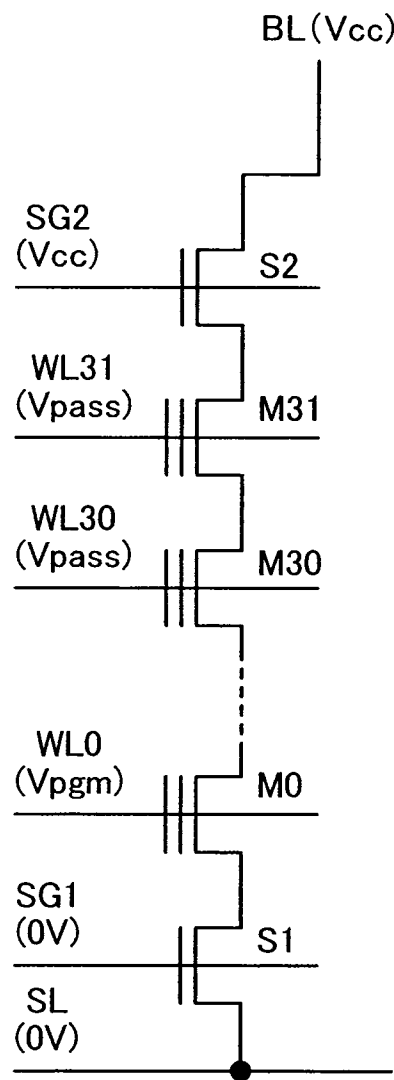 BL(Vcc)
SG2
(Vcc)
S2
WL31
(Vpass)
M31
WL30
(Vpass)
M30
WL0
(Vpgm)
M0
SG1
(0V)
S1
SL
(0V)